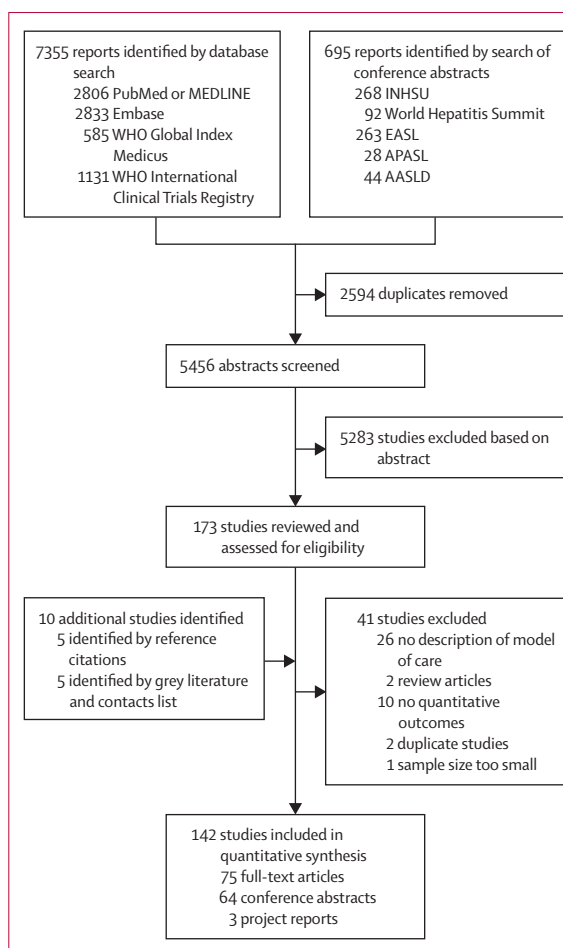 7355 reports identified by database
search
2806 PubMed or MEDLINE
2833 Embase
585 WHO Global Index
Medicus
1131 WHO International
Clinical Trials Registry
695 reports identified by search of
conference abstracts
268 INHSU
92 World Hepatitis Summit
263 EASL
28 APASL
44 AASLD
2594 duplicates removed
5456 abstracts screened
5283 studies excluded based on
abstract
173 studies reviewed and
assessed for eligibility
10 additional studies identified
5 identified by reference
citations
5 identified by grey literature
and contacts list
41 studies excluded
26 no description of model
of care
2 review articles
10 no quantitative
outcomes
2 duplicate studies
1 sample size too small
142 studies included in
quantitative synthesis
75 full-text articles
64 conference abstracts
3 project reports